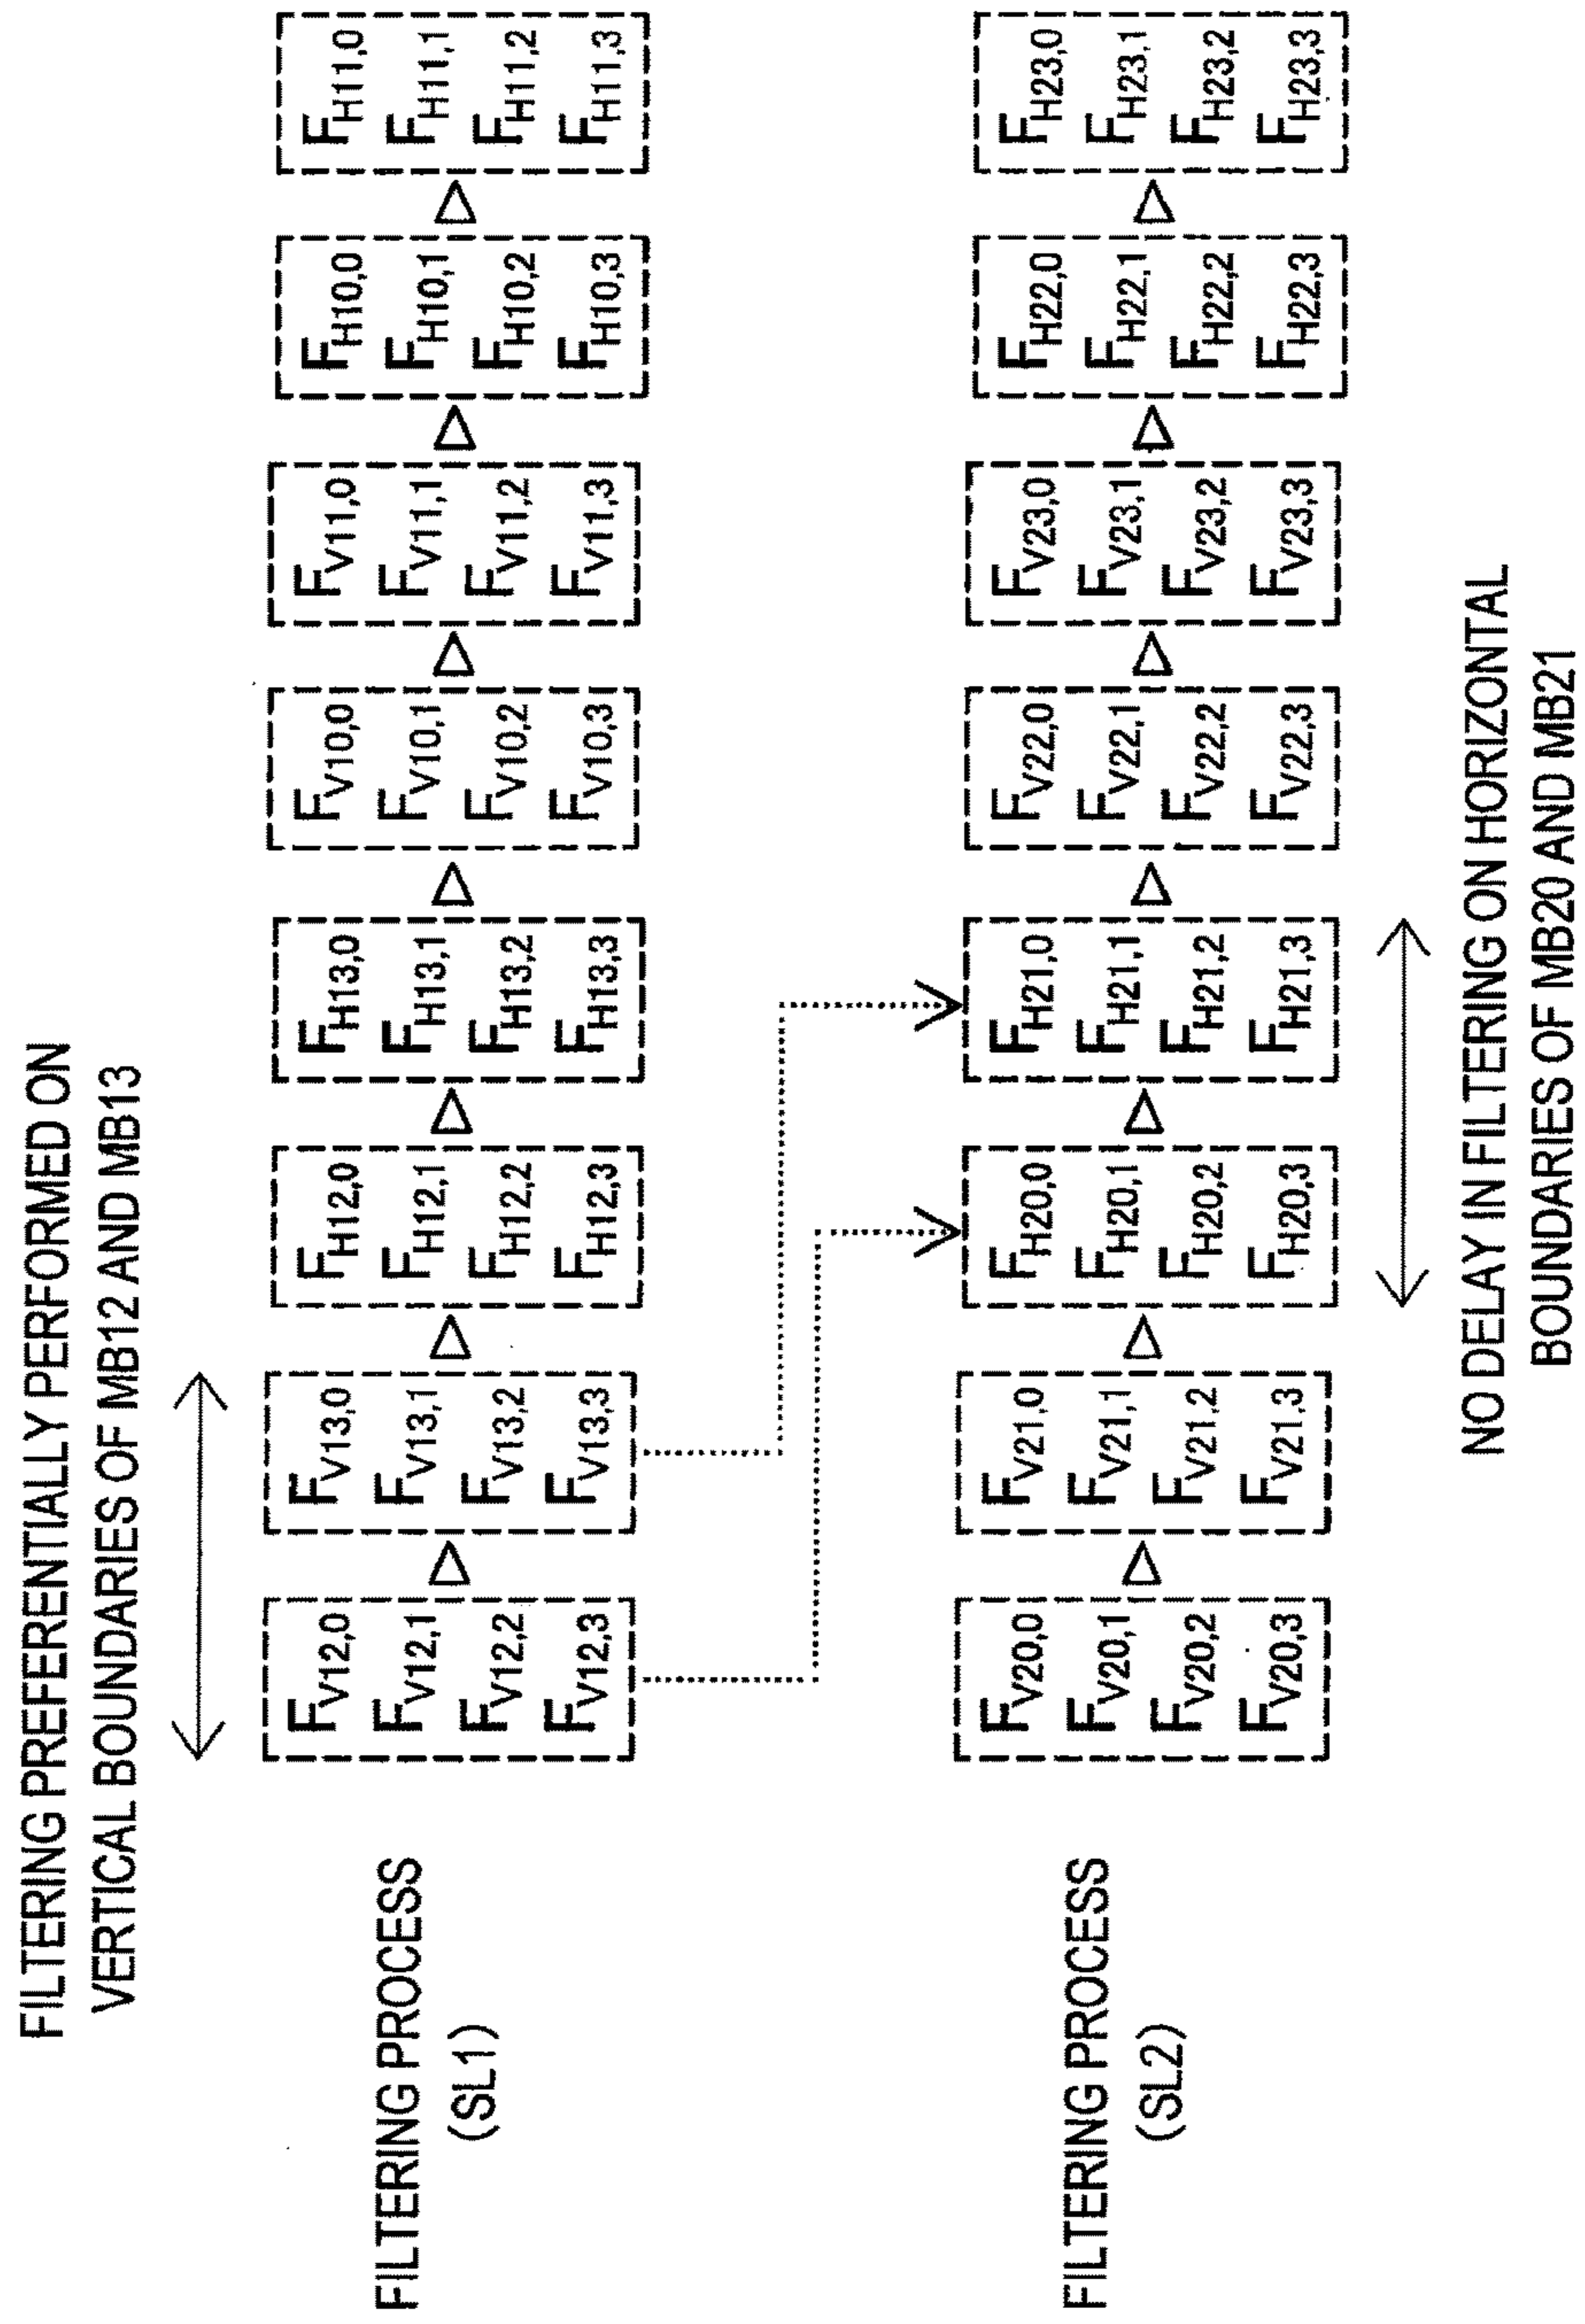 FILTERING PREFERENTIALLY PERFORMED ON
VERTICAL BOUNDARIES OF MB12 AND MB13
FILTERING PROCESS
(SL1)
FV12,0 FV13,0 FH12,0 FH13,0 FV10,0 FV11,0 FH10,0 FH11,0
FV12,1 FV13,1 FH12,1 FH13,1 FV10,1 FV11,1 FH10,1 FH11,1
FV12,2 FV13,2 FH12,2 FH13,2 FV10,2 FV11,2 FH10,2 FH11,2
FV12,3 FV13,3 FH12,3 FH13,3 FV10,3 FV11,3 FH10,3 FH11,3
FILTERING PROCESS
(SL2)
FV20,0 FV21,0 FH20,0 FH21,0 FV22,0 FV23,0 FH22,0 FH23,0
FV20,1 FV21,1 FH20,1 FH21,1 FV22,1 FV23,1 FH22,1 FH23,1
FV20,2 FV21,2 FH20,2 FH21,2 FV22,2 FV23,2 FH22,2 FH23,2
FV20,3 FV21,3 FH20,3 FH21,3 FV22,3 FV23,3 FH22,3 FH23,3
NO DELAY IN FILTERING ON HORIZONTAL
BOUNDARIES OF MB20 AND MB21